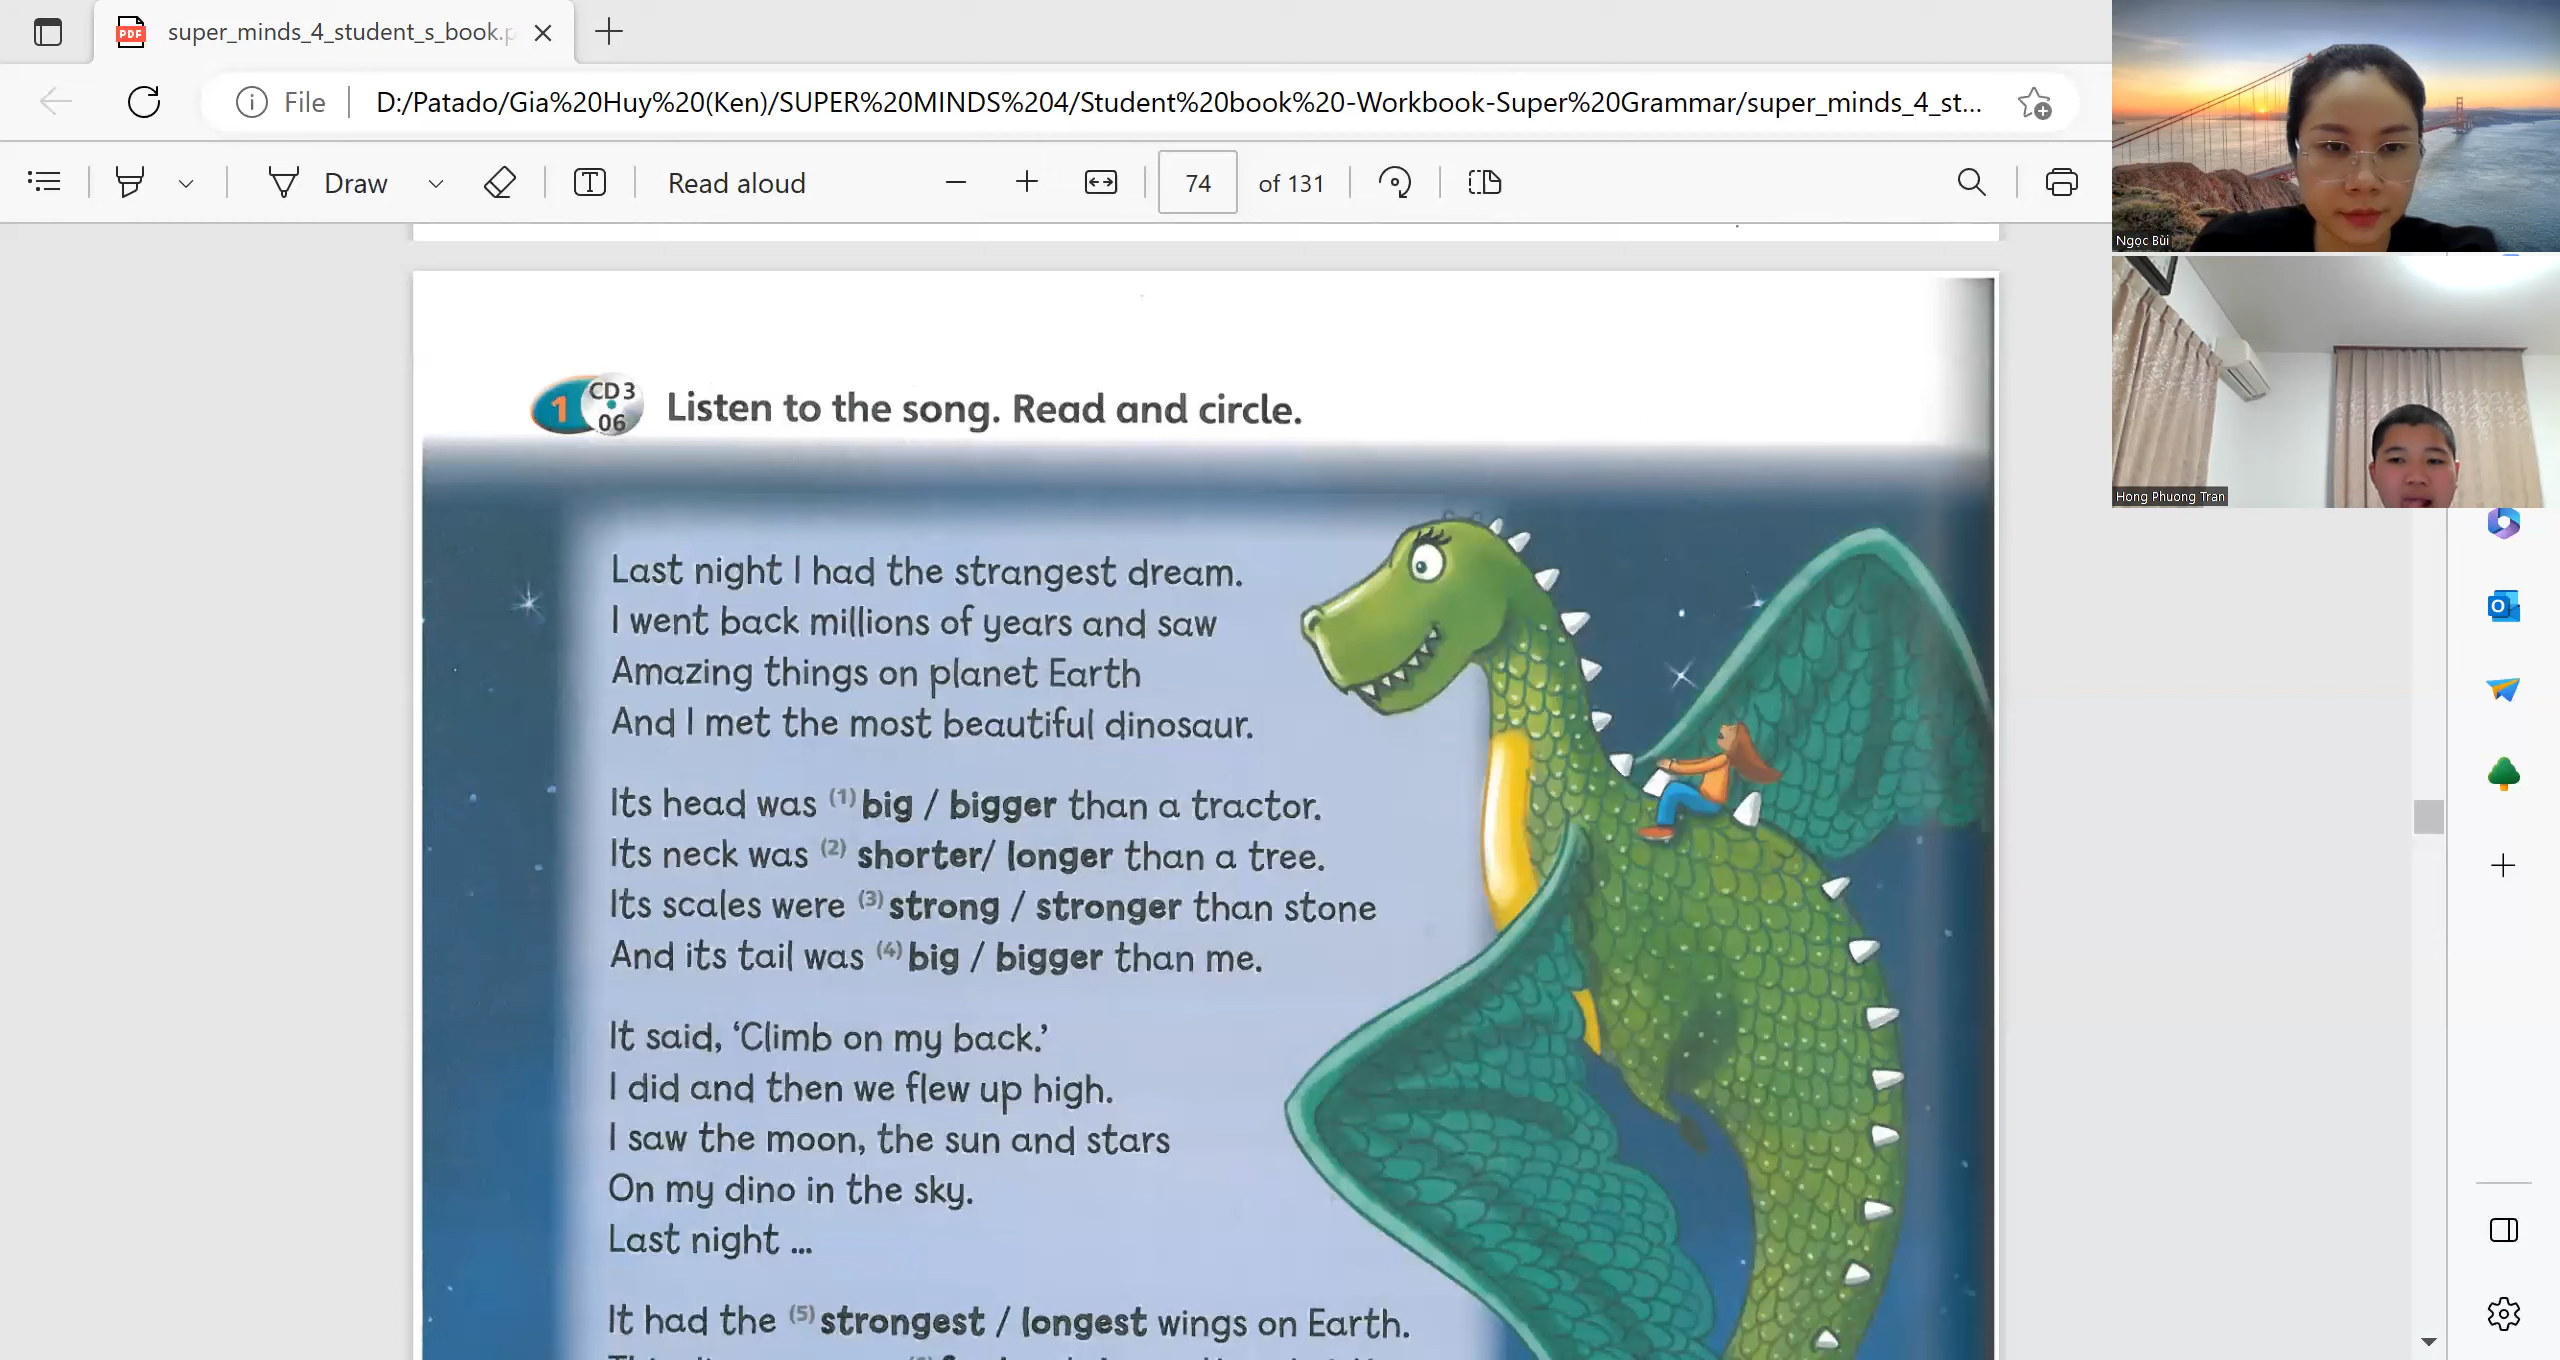 super_minds_4_student_s_book.p
File
D:/Patado/Gia%20Huy%20(Ken)/SUPER%20MINDS%204/Student%20book%20-Workbook-Super%20Grammar/super_minds_4_st...
Draw
Read aloud
74 of 131
Ngọc Bùi
Hong Phuong Tran
1 CD3 06 Listen to the song. Read and circle.
Last night I had the strangest dream.
I went back millions of years and saw
Amazing things on planet Earth
And I met the most beautiful dinosaur.
Its head was (1) big / bigger than a tractor.
Its neck was (2) shorter/ longer than a tree.
Its scales were (3) strong / stronger than stone
And its tail was (4) big / bigger than me.
It said, ‘Climb on my back.’
I did and then we flew up high.
I saw the moon, the sun and stars
On my dino in the sky.
Last night ...
It had the (5) strongest / longest wings on Earth.